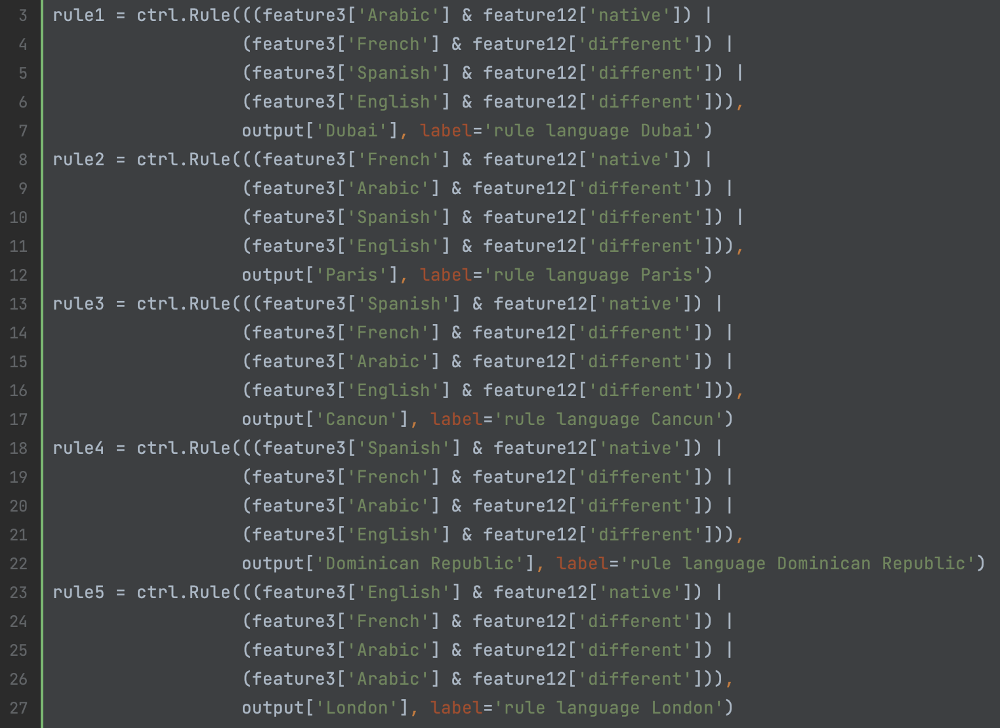 3 rule1 = ctrl.Rule(((feature3['Arabic'] & feature12['native']) |
4 (feature3['French'] & feature12['different']) |
5 (feature3['Spanish'] & feature12['different']) |
6 (feature3['English'] & feature12['different'])),
7 output['Dubai'], label='rule language Dubai')
8 rule2 = ctrl.Rule(((feature3['French'] & feature12['native']) |
9 (feature3['Arabic'] & feature12['different']) |
10 (feature3['Spanish'] & feature12['different']) |
11 (feature3['English'] & feature12['different'])),
12 output['Paris'], label='rule language Paris')
13 rule3 = ctrl.Rule(((feature3['Spanish'] & feature12['native']) |
14 (feature3['French'] & feature12['different']) |
15 (feature3['Arabic'] & feature12['different']) |
16 (feature3['English'] & feature12['different'])),
17 output['Cancun'], label='rule language Cancun')
18 rule4 = ctrl.Rule(((feature3['Spanish'] & feature12['native']) |
19 (feature3['French'] & feature12['different']) |
20 (feature3['Arabic'] & feature12['different']) |
21 (feature3['English'] & feature12['different'])),
22 output['Dominican Republic'], label='rule language Dominican Republic')
23 rule5 = ctrl.Rule(((feature3['English'] & feature12['native']) |
24 (feature3['French'] & feature12['different']) |
25 (feature3['Arabic'] & feature12['different']) |
26 (feature3['Arabic'] & feature12['different'])),
27 output['London'], label='rule language London')